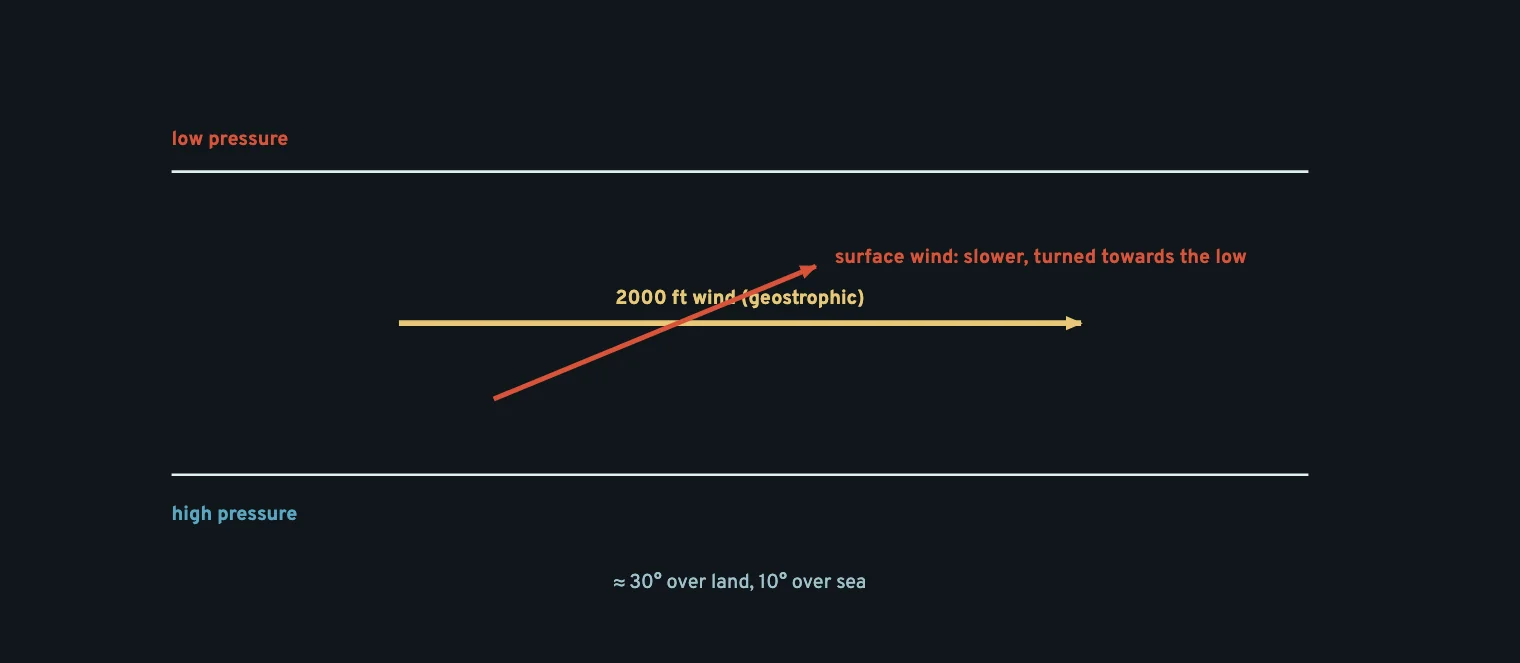 low pressure
surface wind: slower, turned towards the low
2000 ft wind (geostrophic)
high pressure
≈ 30° over land, 10° over sea